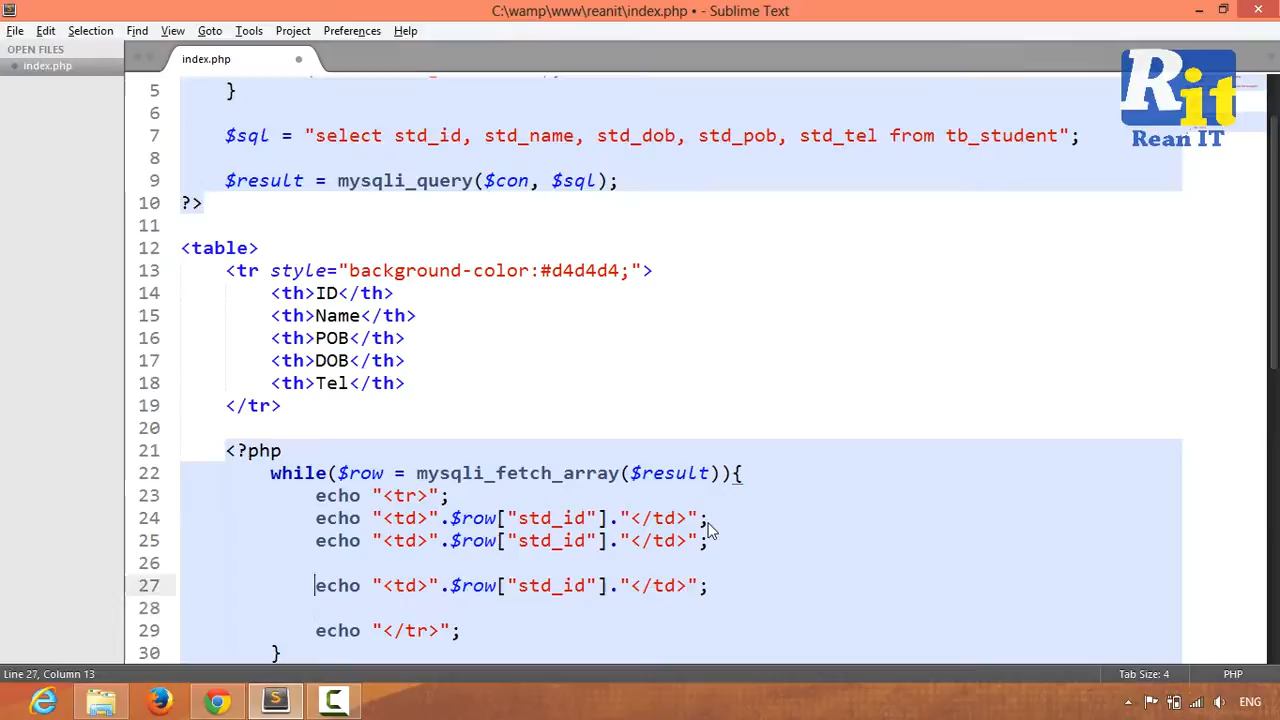 C:\wamp\www\reanit\index.php • - Sublime Text
File Edit Selection Find View Goto Tools Project Preferences Help
OPEN FILES
index.php
index.php
Rit
Rean IT
5 }
6
7 $sql = "select std_id, std_name, std_dob, std_pob, std_tel from tb_student";
8
9 $result = mysqli_query($con, $sql);
10 ?>
11
12 <table>
13 <tr style="background-color:#d4d4d4;">
14 <th>ID</th>
15 <th>Name</th>
16 <th>POB</th>
17 <th>DOB</th>
18 <th>Tel</th>
19 </tr>
20
21 <?php
22 while($row = mysqli_fetch_array($result)){
23 echo "<tr>";
24 echo "<td>".$row["std_id"]."</td>";
25 echo "<td>".$row["std_id"]."</td>";
26
27 echo "<td>".$row["std_id"]."</td>";
28
29 echo "</tr>";
30 }
Line 27, Column 13
Tab Size: 4
PHP
ENG